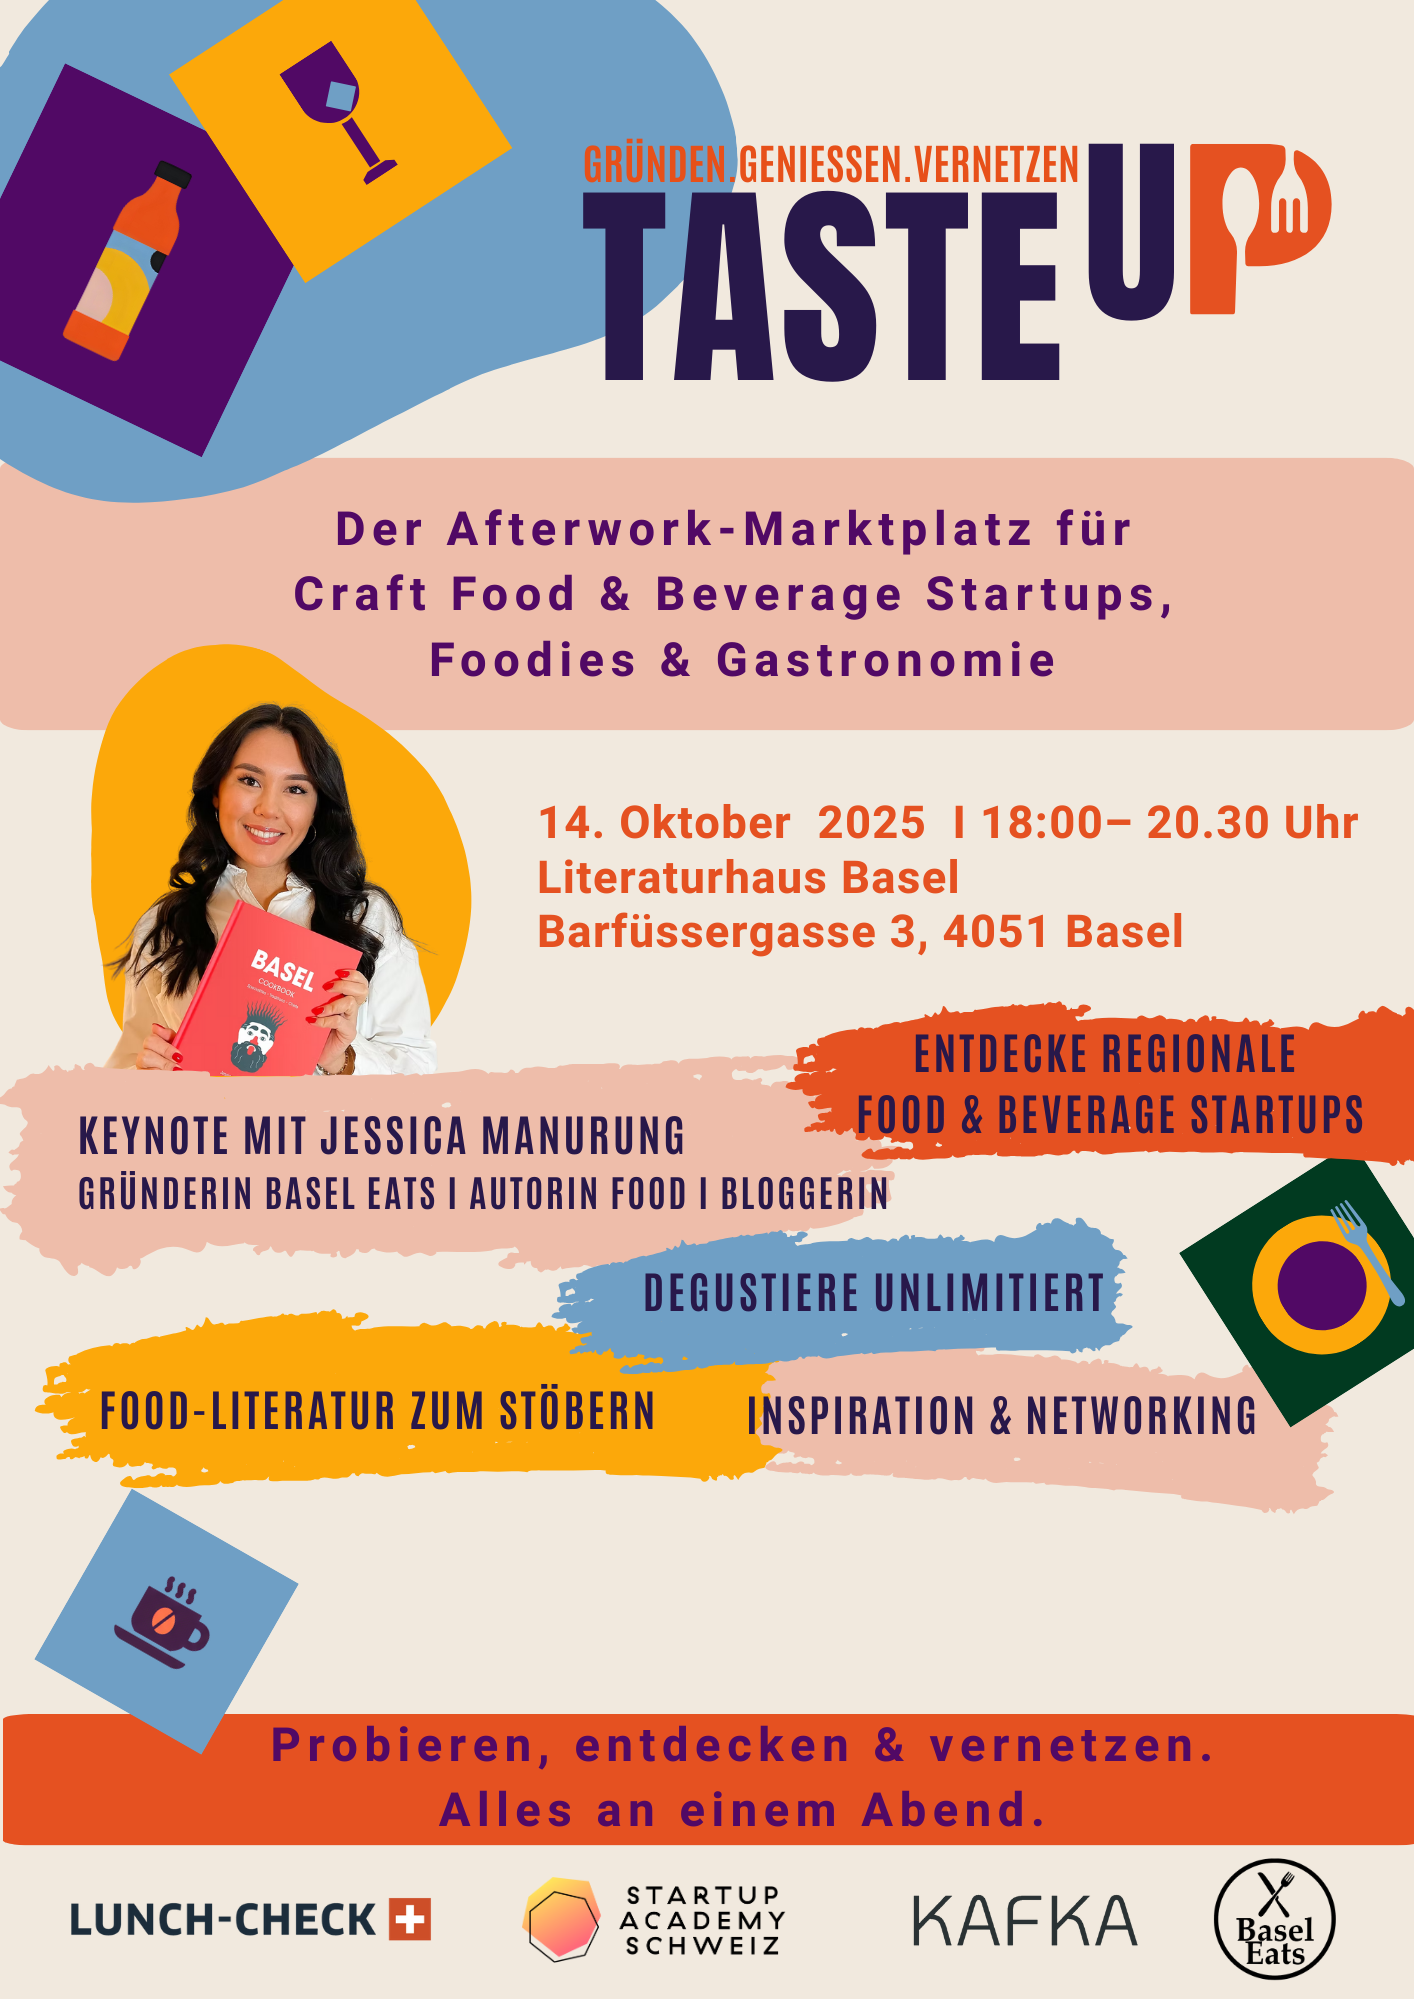 GRÜNDEN.GENIESSEN.VERNETZEN
TASTE UP
Der Afterwork-Marktplatz für
Craft Food & Beverage Startups,
Foodies & Gastronomie
14. Oktober 2025 I 18:00– 20.30 Uhr
Literaturhaus Basel
Barfüssergasse 3, 4051 Basel
BASEL
COOKBOOK
ENTDECKE REGIONALE
FOOD & BEVERAGE STARTUPS
KEYNOTE MIT JESSICA MANURUNG
GRÜNDERIN BASEL EATS I AUTORIN FOOD I BLOGGERIN
DEGUSTIERE UNLIMITIERT
FOOD-LITERATUR ZUM STÖBERN
INSPIRATION & NETWORKING
Probieren, entdecken & vernetzen.
Alles an einem Abend.
LUNCH-CHECK
STARTUP
ACADEMY
SCHWEIZ
KAFKA
Basel
Eats